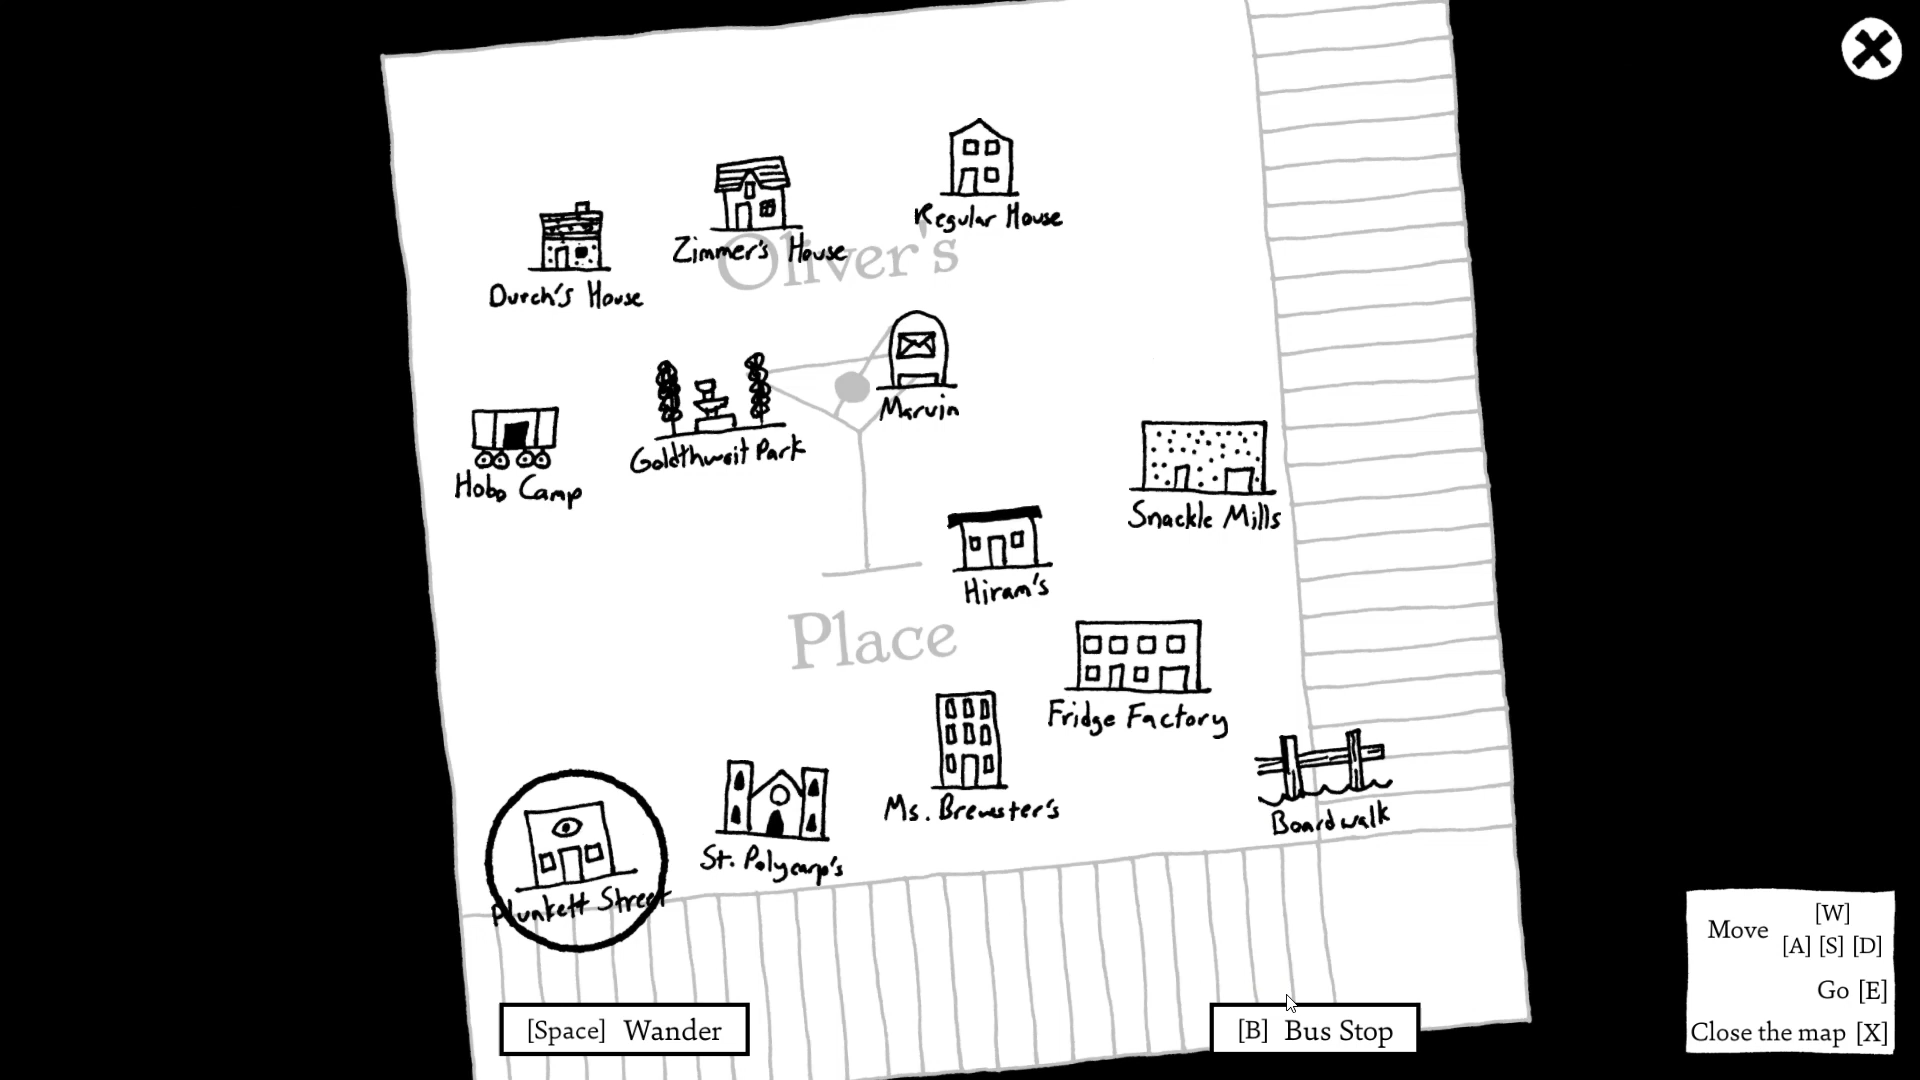 Regular House
Zimmer's House
Oliver's
Durch's House
Marvin
Goldthwait Park
Hobo Camp
Snackle Mills
Hiram's
Place
Fridge Factory
Ms. Brewster's
Boardwalk
St. Polycarp's
Plunkett Street
[W]
Move [A] [S] [D]
Go [E]
Close the map [X]
[Space] Wander
[B] Bus Stop